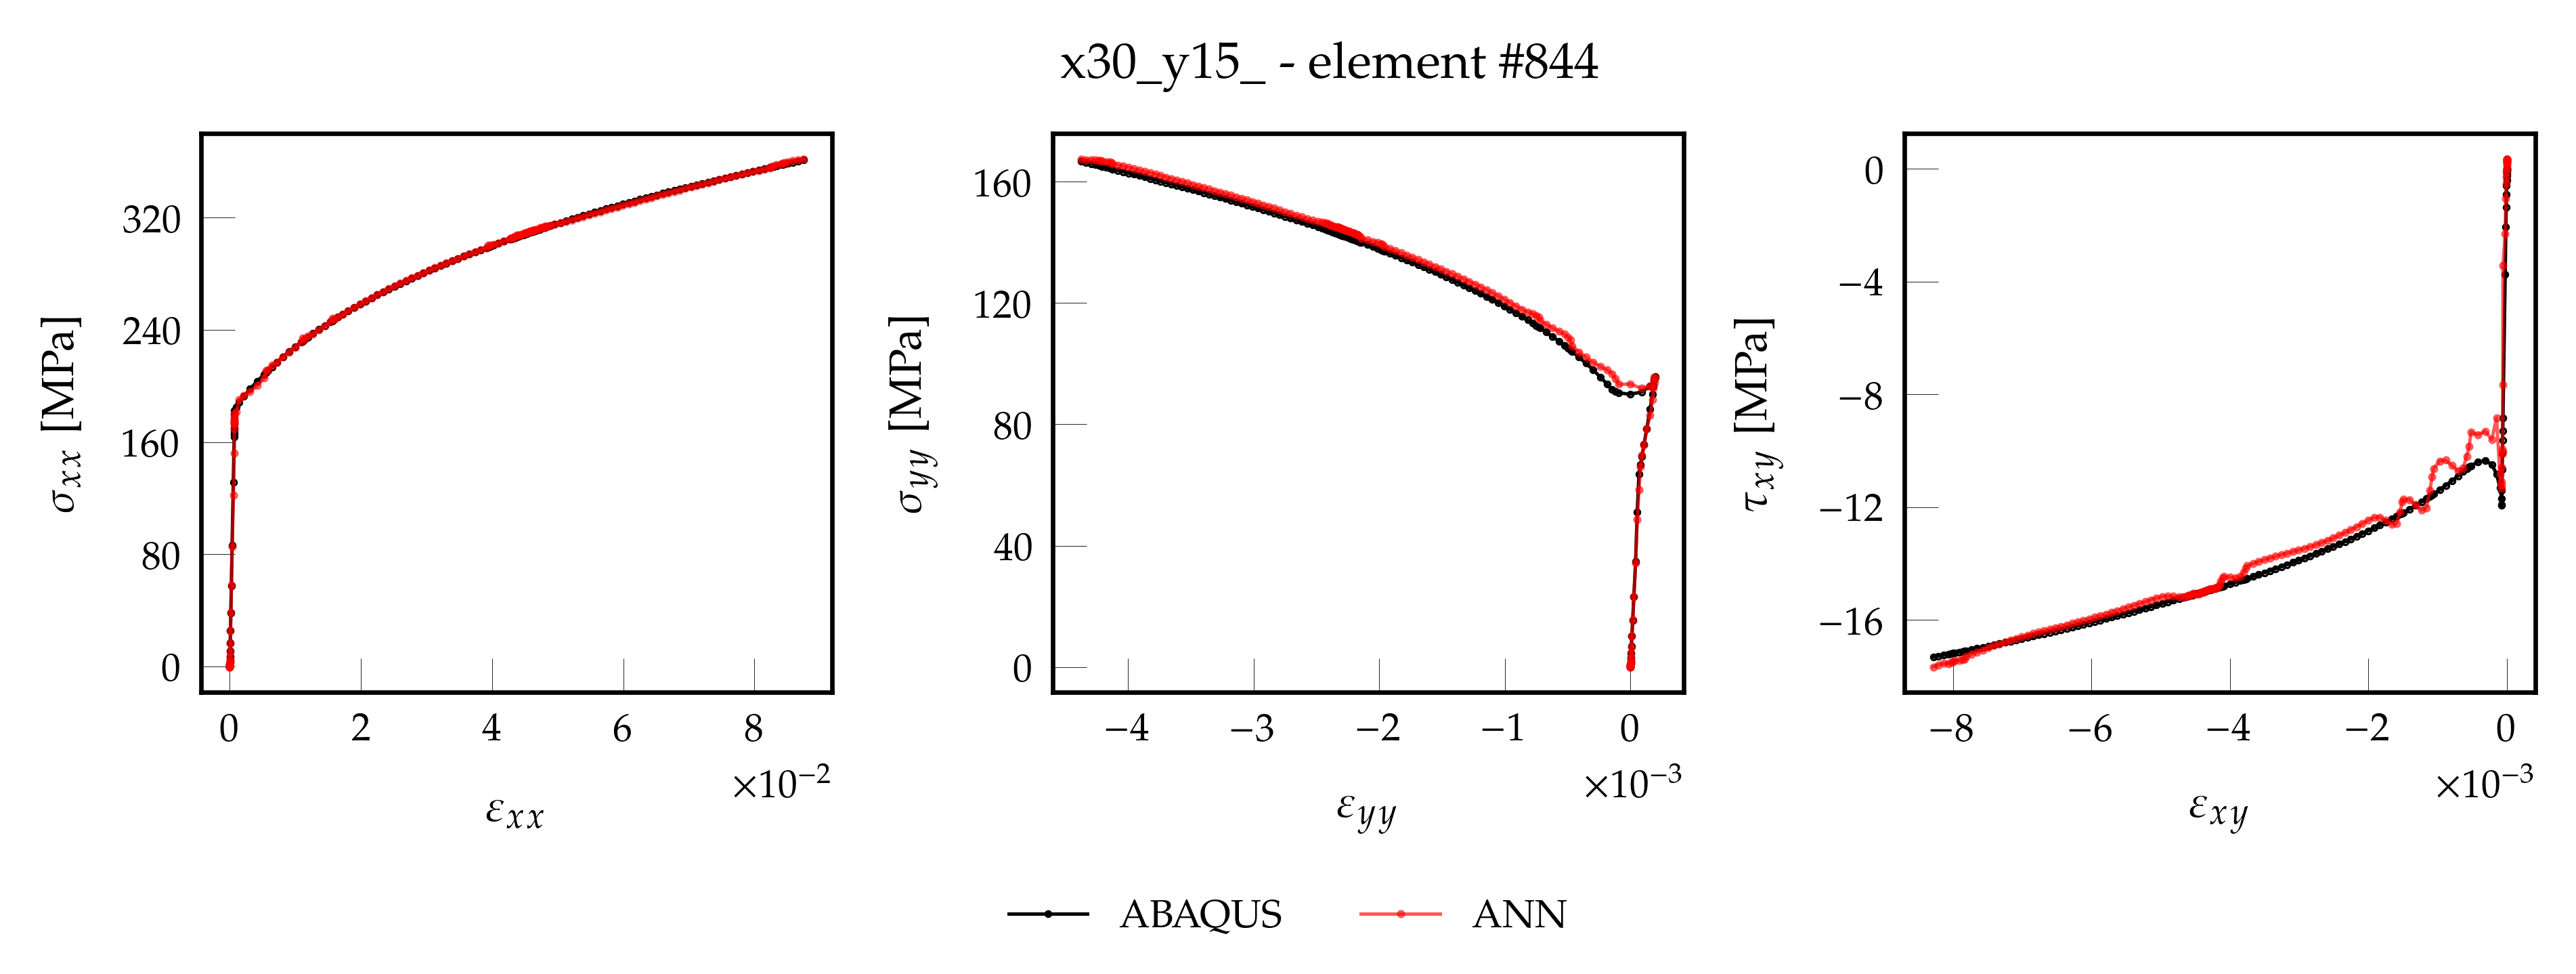 x30_y15_ - element #844
σxx [MPa]
320
240
160
80
0
0 2 4 6 8
×10−2
εxx
σyy [MPa]
160
120
80
40
0
−4 −3 −2 −1 0
×10−3
εyy
τxy [MPa]
0
−4
−8
−12
−16
−8 −6 −4 −2 0
×10−3
εxy
ABAQUS ANN